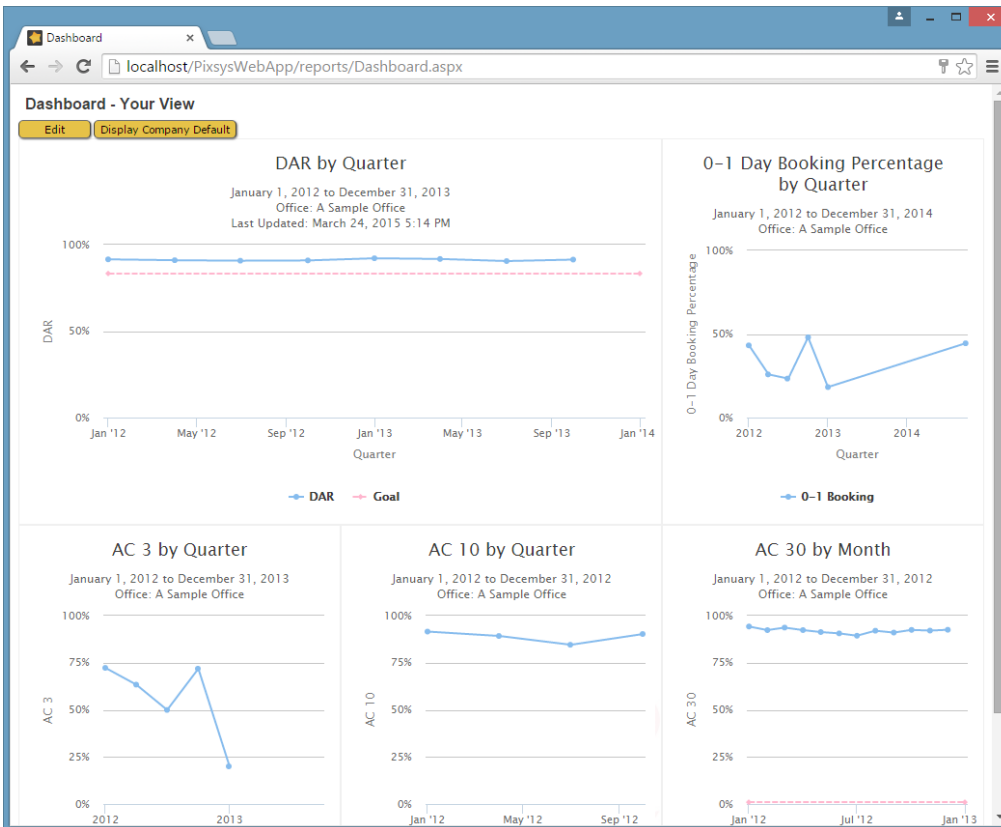 Dashboard
localhost/PixsysWebApp/reports/Dashboard.aspx
Dashboard - Your View
Edit
Display Company Default
DAR by Quarter
January 1, 2012 to December 31, 2013
Office: A Sample Office
Last Updated: March 24, 2015 5:14 PM
100%
50%
0%
DAR
Jan '12
May '12
Sep '12
Jan '13
May '13
Sep '13
Jan '14
Quarter
DAR
Goal
0-1 Day Booking Percentage
by Quarter
January 1, 2012 to December 31, 2014
Office: A Sample Office
100%
50%
0%
0-1 Day Booking Percentage
2012
2013
2014
Quarter
0-1 Booking
AC 3 by Quarter
January 1, 2012 to December 31, 2013
Office: A Sample Office
100%
75%
50%
25%
0%
AC 3
2012
2013
AC 10 by Quarter
January 1, 2012 to December 31, 2012
Office: A Sample Office
100%
75%
50%
25%
0%
AC 10
Jan '12
May '12
Sep '12
AC 30 by Month
January 1, 2012 to December 31, 2012
Office: A Sample Office
100%
75%
50%
25%
0%
AC 30
Jan '12
Jul '12
Jan '13